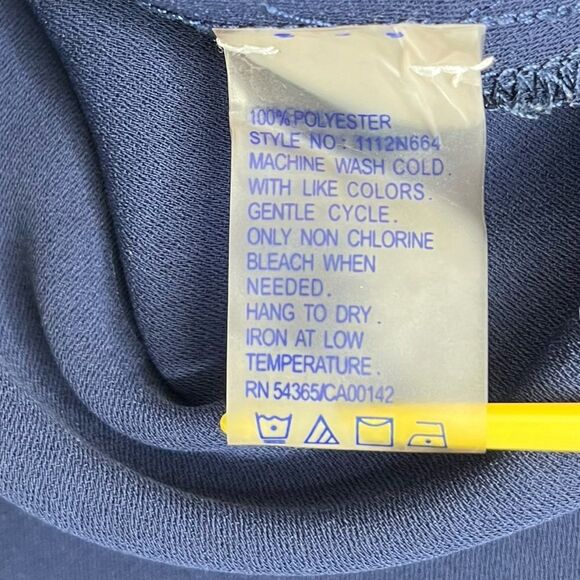 100% POLYESTER
STYLE NO.: 1112N664
MACHINE WASH COLD.
WITH LIKE COLORS.
GENTLE CYCLE.
ONLY NON CHLORINE
BLEACH WHEN
NEEDED.
HANG TO DRY.
IRON AT LOW
TEMPERATURE.
RN 54365/CA00142